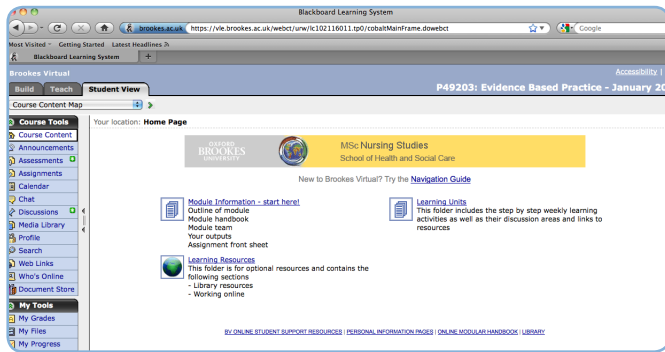 Blackboard Learning System
brookes.ac.uk https://vle.brookes.ac.uk/webct/urw/lc102116011.tp0/cobaltMainFrame.dowebct
Google
Most Visited Getting Started Latest Headlines
Blackboard Learning System
Brookes Virtual
Accessibility |
Build Teach Student View
P49203: Evidence Based Practice - January 20
Course Content Map
Course Tools
Course Content
Announcements
Assessments
Assignments
Calendar
Chat
Discussions
Media Library
Profile
Search
Web Links
Who's Online
Document Store
My Tools
My Grades
My Files
My Progress
Your location: Home Page
OXFORD
BROOKES
UNIVERSITY
MSc Nursing Studies
School of Health and Social Care
New to Brookes Virtual? Try the Navigation Guide
Module Information - start here!
Outline of module
Module handbook
Module team
Your outputs
Assignment front sheet
Learning Units
This folder includes the step by step weekly learning
activities as well as their discussion areas and links to
resources
Learning Resources
This folder is for optional resources and contains the
following sections
- Library resources
- Working online
BV ONLINE STUDENT SUPPORT RESOURCES | PERSONAL INFORMATION PAGES | ONLINE MODULAR HANDBOOK | LIBRARY